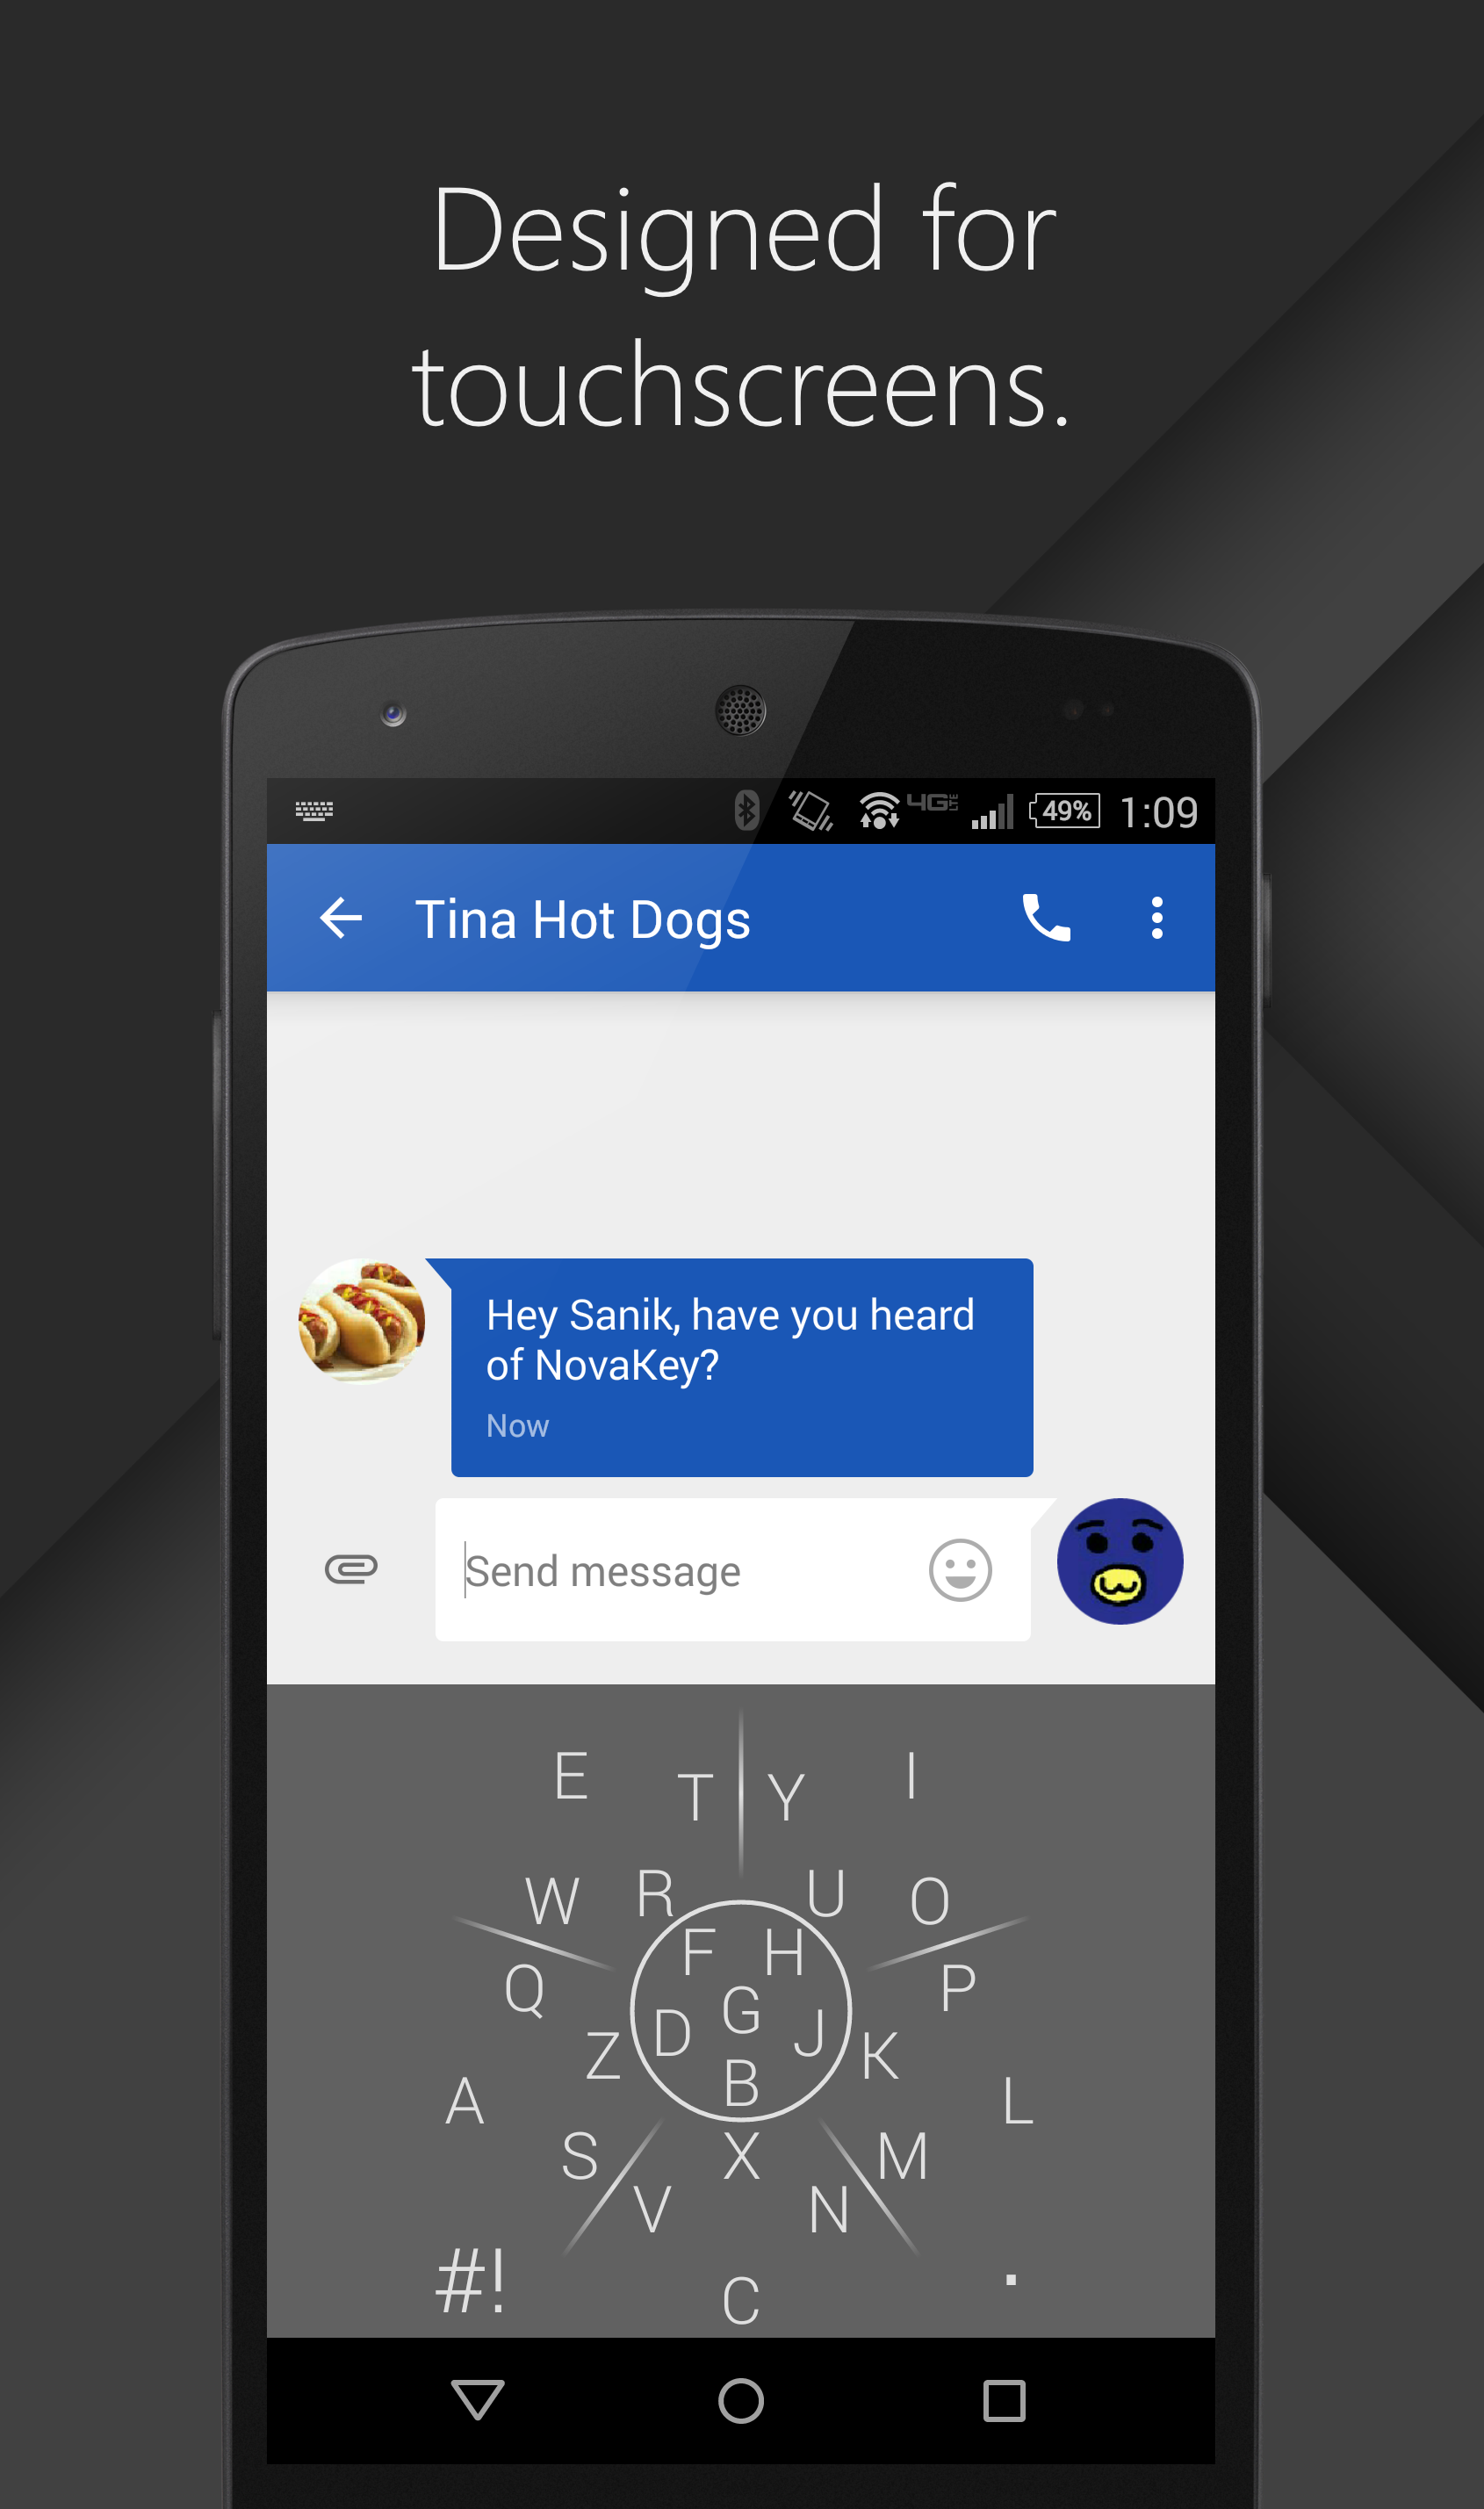 Designed for
touchscreens.
4G LTE 49% 1:09
Tina Hot Dogs
Hey Sanik, have you heard
of NovaKey?
Now
Send message
E T Y I
W R U O
F H
Q G P
Z D J K
B
A L
S X M
V N
#! C .